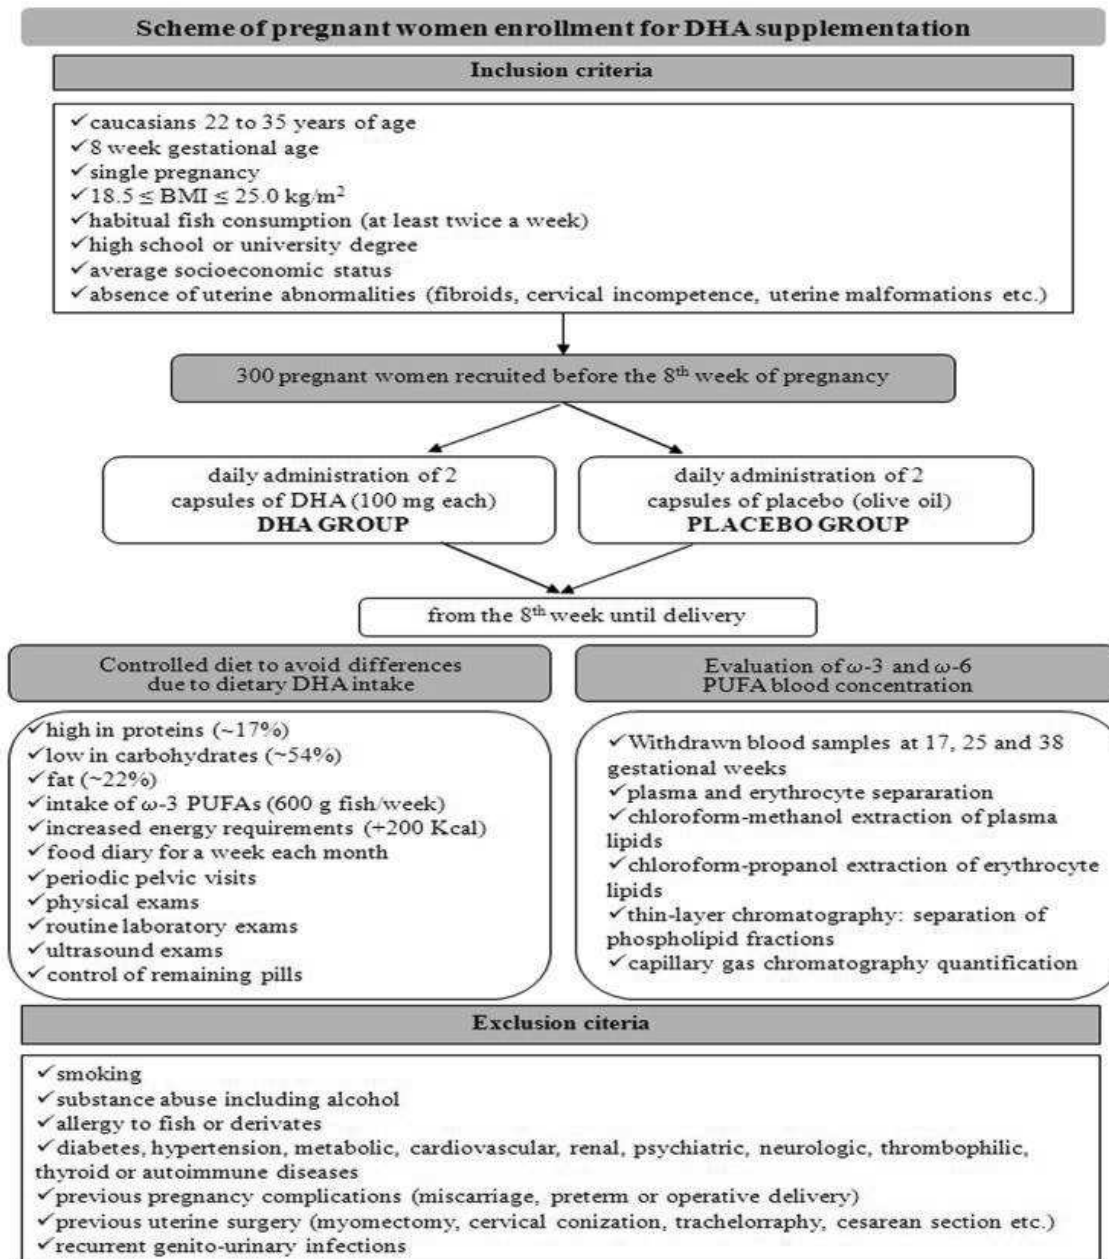 Scheme of pregnant women enrollment for DHA supplementation
Inclusion criteria
✓caucasians 22 to 35 years of age
✓8 week gestational age
✓single pregnancy
✓18.5 ≤ BMI ≤ 25.0 kg/m²
✓habitual fish consumption (at least twice a week)
✓high school or university degree
✓average socioeconomic status
✓absence of uterine abnormalities (fibroids, cervical incompetence, uterine malformations etc.)
300 pregnant women recruited before the 8th week of pregnancy
daily administration of 2
capsules of DHA (100 mg each)
DHA GROUP
daily administration of 2
capsules of placebo (olive oil)
PLACEBO GROUP
from the 8th week until delivery
Controlled diet to avoid differences
due to dietary DHA intake
✓high in proteins (~17%)
✓low in carbohydrates (~54%)
✓fat (~22%)
✓intake of ω-3 PUFAs (600 g fish/week)
✓increased energy requirements (+200 Kcal)
✓food diary for a week each month
✓periodic pelvic visits
✓physical exams
✓routine laboratory exams
✓ultrasound exams
✓control of remaining pills
Evaluation of ω-3 and ω-6
PUFA blood concentration
✓Withdrawn blood samples at 17, 25 and 38
gestational weeks
✓plasma and erythrocyte separaration
✓chloroform-methanol extraction of plasma
lipids
✓chloroform-propanol extraction of erythrocyte
lipids
✓thin-layer chromatography: separation of
phospholipid fractions
✓capillary gas chromatography quantification
Exclusion citeria
✓smoking
✓substance abuse including alcohol
✓allergy to fish or derivates
✓diabetes, hypertension, metabolic, cardiovascular, renal, psychiatric, neurologic, thrombophilic,
thyroid or autoimmune diseases
✓previous pregnancy complications (miscarriage, preterm or operative delivery)
✓previous uterine surgery (myomectomy, cervical conization, trachelorraphy, cesarean section etc.)
✓recurrent genito-urinary infections